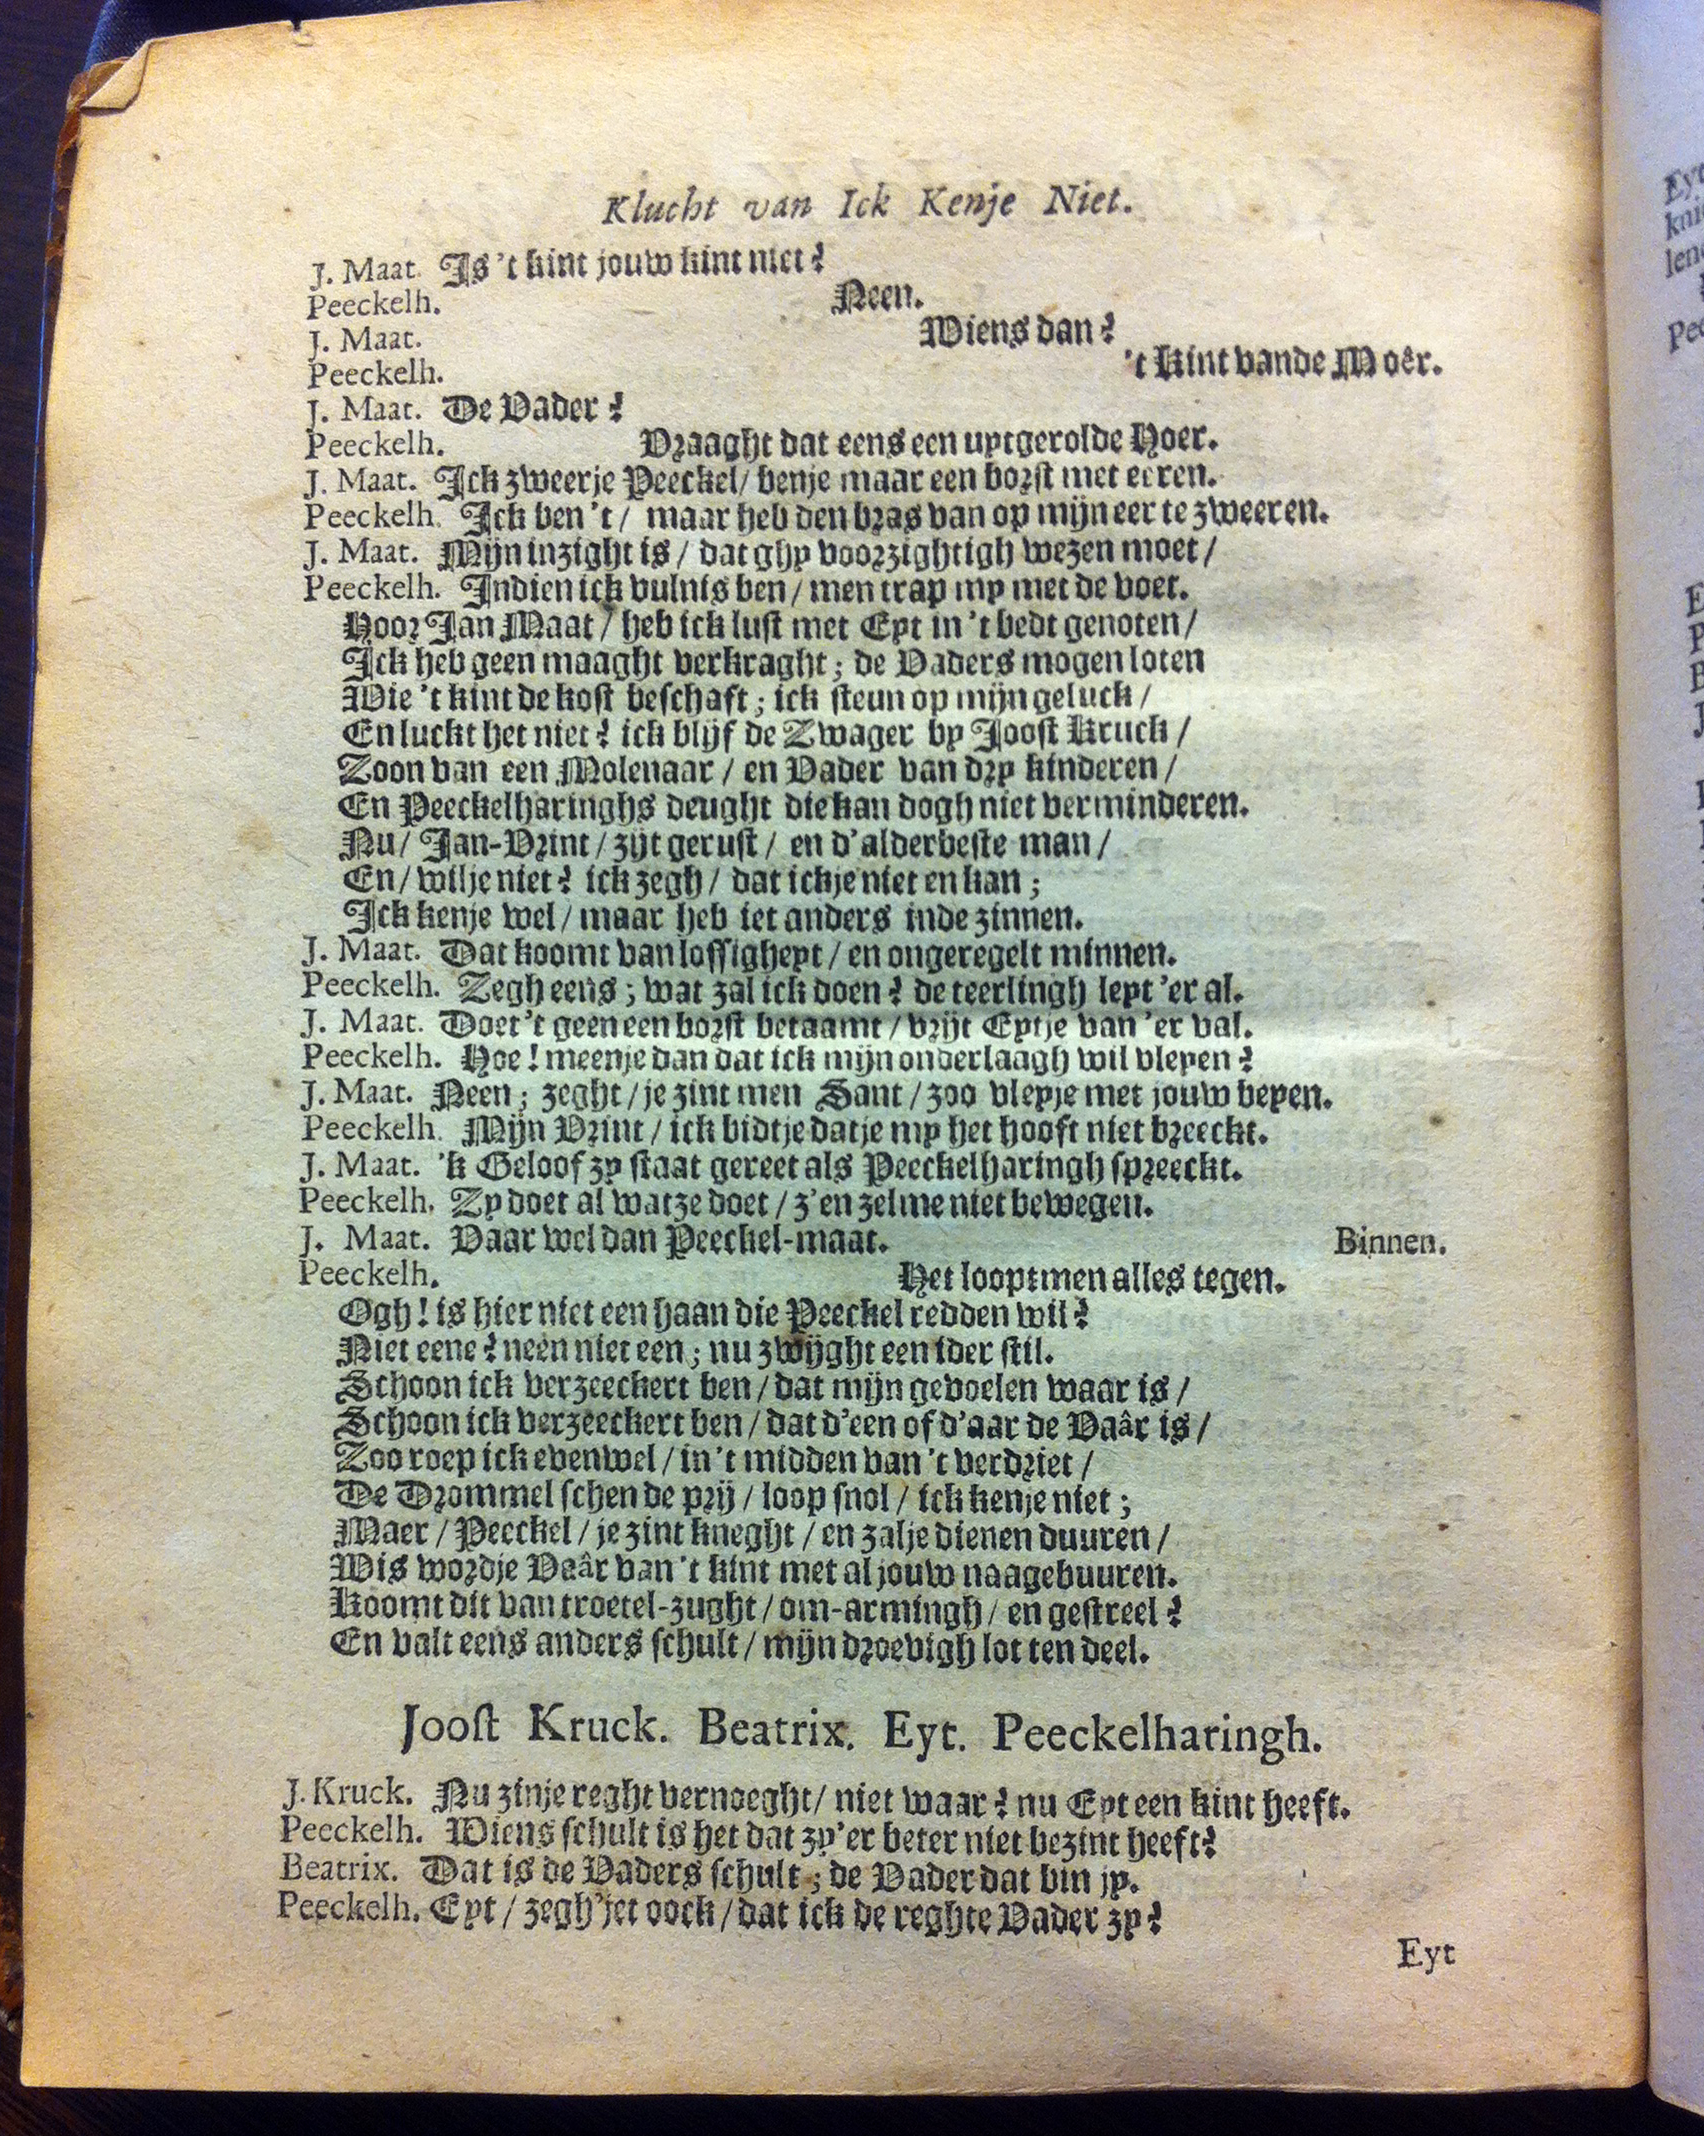 Klucht van Ick Kenje Niet.
J. Maat. Is 't kint jouw kint niet?
Peeckelh. Neen.
J. Maat. Wiens dan?
Peeckelh. 't Kint vande Moêr.
J. Maat. De Vader?
Peeckelh. Vraaght dat eens een uytgerolde Hoer.
J. Maat. Ick zweerje Peeckel/ benje maar een borst met eeren.
Peeckelh. Ick ben 't/ maar heb den bras van op mijn eer te zweeren.
J. Maat. Mijn inzight is/ dat ghy voorzightigh wezen moet/
Peeckelh. Indien ick vulnis ben/ men trap my met de voet.
Hoor Jan Maat/ heb ick lust met Eyt in 't bedt genoten/
Ick heb geen maaght verkraght; de Vaders mogen loten
Wie 't kint de kost beschaft; ick steun op mijn geluck/
En luckt het niet? ick blijf de Zwager by Joost Kruck/
Zoon van een Molenaar/ en Vader van dry kinderen/
En Peeckelharinghs deught die kan dogh niet verminderen.
Nu/ Jan-Vrint/ zijt gerust/ en d'alderbeste man/
En/ wilje niet? ick zegh/ dat ickje niet en kan;
Ick kenje wel/ maar heb iet anders inde zinnen.
J. Maat. Dat koomt van lossigheyt/ en ongeregelt minnen.
Peeckelh. Zegh eens; wat zal ick doen? de teerlingh leyt 'er al.
J. Maat. Doet 't geen een borst betaamt/ vrijt Eytje van 'er val.
Peeckelh. Hoe! meenje dan dat ick mijn onderlaagh wil vleyen?
J. Maat. Neen; zeght/ je zint men Sant/ zoo vleyje met jouw beyen.
Peeckelh. Mijn Vrint/ ick bidtje datje my het hooft niet breeckt.
J. Maat. 'k Geloof zy staat gereet als Peeckelharingh spreeckt.
Peeckelh. Zy doet al watze doet/ z'en zelme niet bewegen.
J. Maat. Vaar wel dan Peeckel-maat. Binnen.
Peeckelh. Het looptmen alles tegen.
Ogh! is hier niet een haan die Peeckel redden wil?
Niet eene? neen niet een; nu zwijght een ider stil.
Schoon ick verzeeckert ben/ dat mijn gevoelen waar is/
Schoon ick verzeeckert ben/ dat d'een of d'aar de Vaâr is/
Zoo roep ick evenwel/ in 't midden van 't verdriet/
De Drommel schen de prij/ loop snol/ ick kenje niet;
Maer/ Peeckel/ je zint kneght/ en zalje dienen duuren/
Wis wordje Vaâr van 't kint met al jouw naagebuuren.
Koomt dit van troetel-zught/ om-armingh/ en gestreel?
En valt eens anders schult/ mijn droevigh lot ten deel.
Joost Kruck. Beatrix. Eyt. Peeckelharingh.
J. Kruck. Nu zinje reght vernoeght/ niet waar? nu Eyt een kint heeft.
Peeckelh. Wiens schult is het dat zy'er beter niet bezint heeft?
Beatrix. Dat is de Vaders schult; de Vader dat bin jy.
Peeckelh. Eyt/ zegh'jet oock/ dat ick de reghte Vader zy?
Eyt